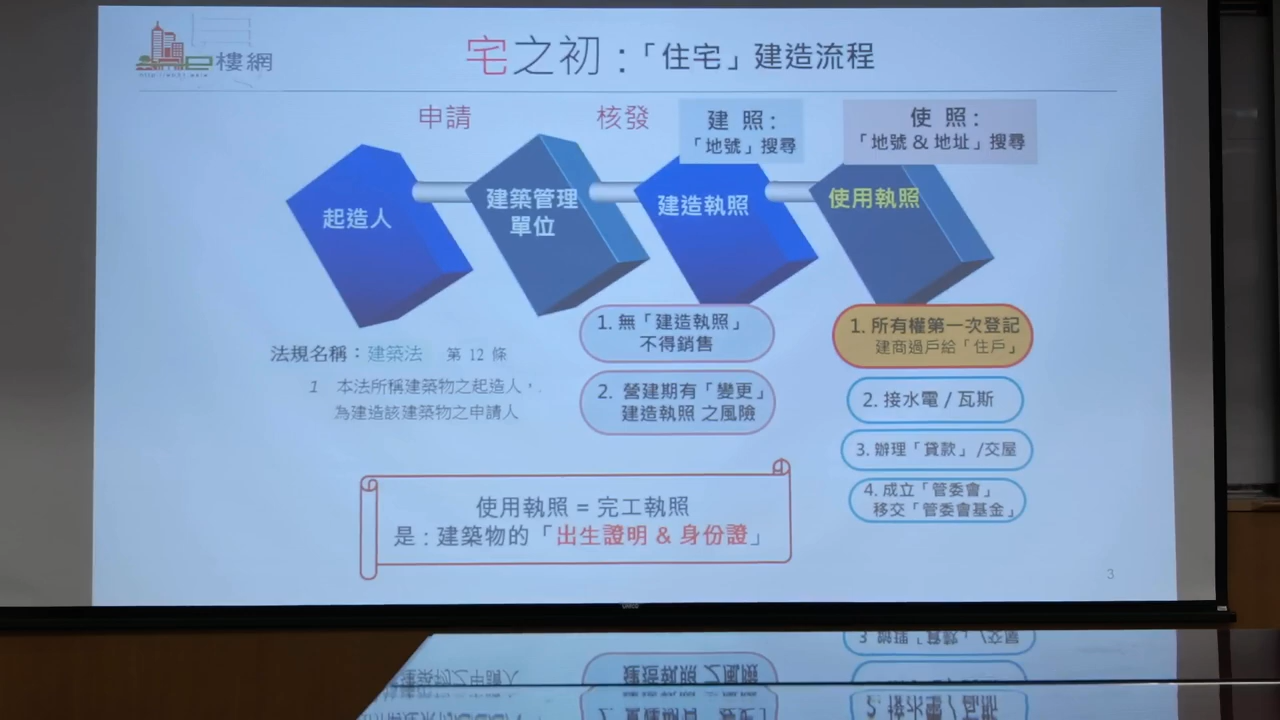 樓網
宅之初:「住宅」建造流程
申請
核發
建 照:
「地號」搜尋
使 照:
「地號 & 地址」搜尋
起造人
建築管理
單位
建造執照
使用執照
1. 無「建造執照」
不得銷售
2. 營建期有「變更」
建造執照 之風險
1. 所有權第一次登記
建商過戶給「住戶」
2. 接水電 / 瓦斯
3. 辦理「貸款」/交屋
4. 成立「管委會」
移交「管委會基金」
法規名稱:建築法 第 12 條
1 本法所稱建築物之起造人,
為建造該建築物之申請人
使用執照 = 完工執照
是:建築物的「出生證明 & 身份證」
3